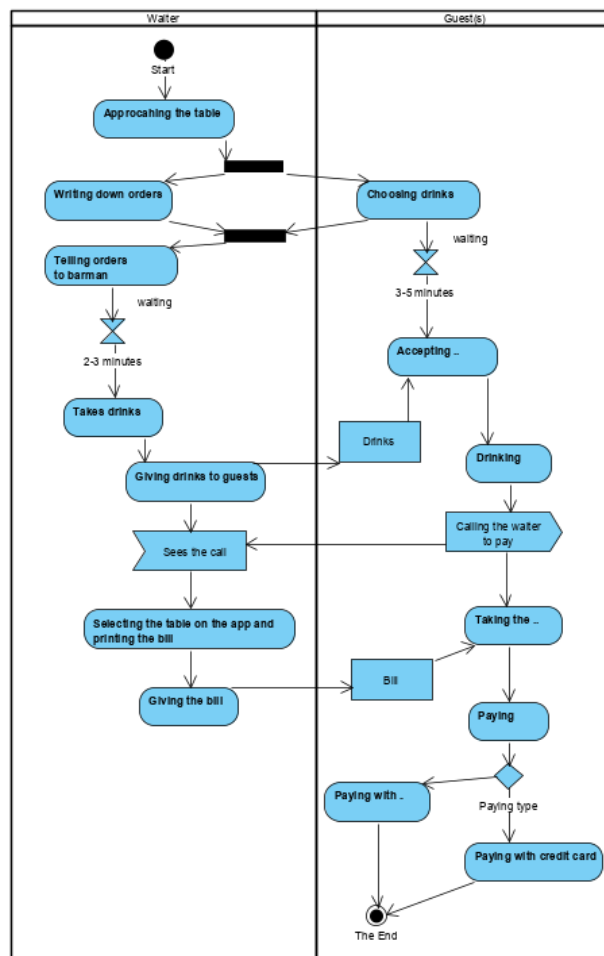 Waiter
Guest(s)
Start
Approcahing the table
Writing down orders
Choosing drinks
waiting
Telling orders
to barman
waiting
3-5 minutes
2-3 minutes
Accepting ..
Takes drinks
Drinks
Drinking
Giving drinks to guests
Calling the waiter
to pay
Sees the call
Selecting the table on the app and
printing the bill
Taking the ..
Bill
Giving the bill
Paying
Paying with ..
Paying type
Paying with credit card
The End